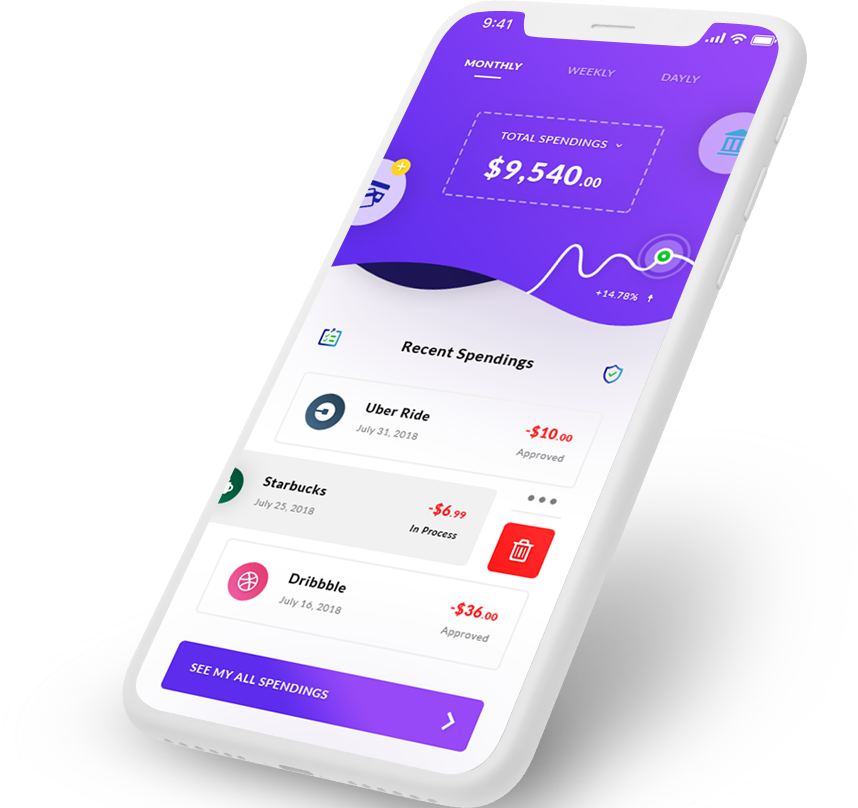 9:41
MONTHLY WEEKLY DAYLY
TOTAL SPENDINGS
$9,540.00
+14.78%
Recent Spendings
Uber Ride
July 31, 2018
-$10.00
Approved
Starbucks
July 25, 2018
-$6.99
In Process
Dribbble
July 16, 2018
-$36.00
Approved
SEE MY ALL SPENDINGS